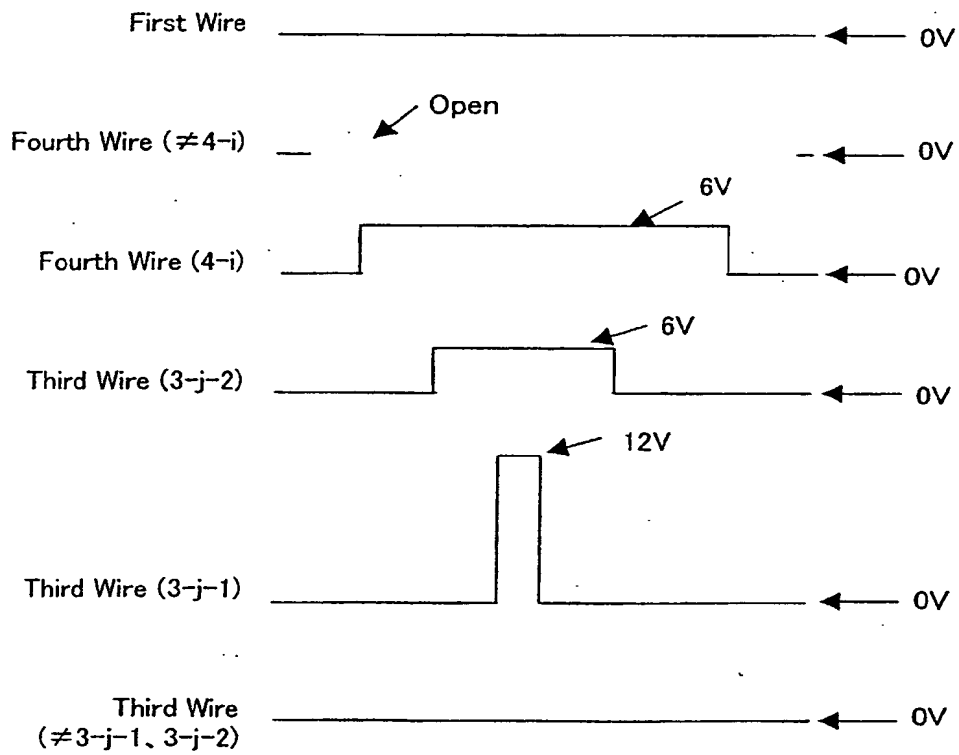 First Wire
0V
Open
Fourth Wire (≠4-i)
0V
6V
Fourth Wire (4-i)
0V
6V
Third Wire (3-j-2)
0V
12V
Third Wire (3-j-1)
0V
Third Wire
(≠3-j-1、3-j-2)
0V